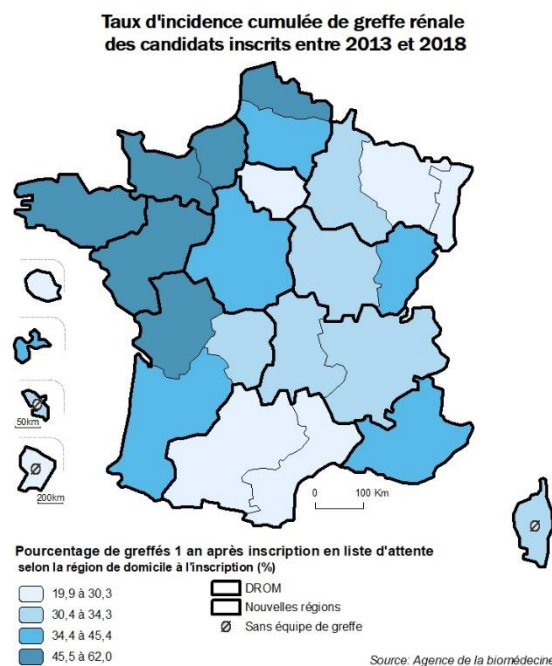 Taux d'incidence cumulée de greffe rénale
des candidats inscrits entre 2013 et 2018
50km
200km
0 100 Km
Pourcentage de greffés 1 an après inscription en liste d'attente
selon la région de domicile à l'inscription (%)
19,9 à 30,3
30,4 à 34,3
34,4 à 45,4
45,5 à 62,0
DROM
Nouvelles régions
Sans équipe de greffe
Source: Agence de la biomédecine